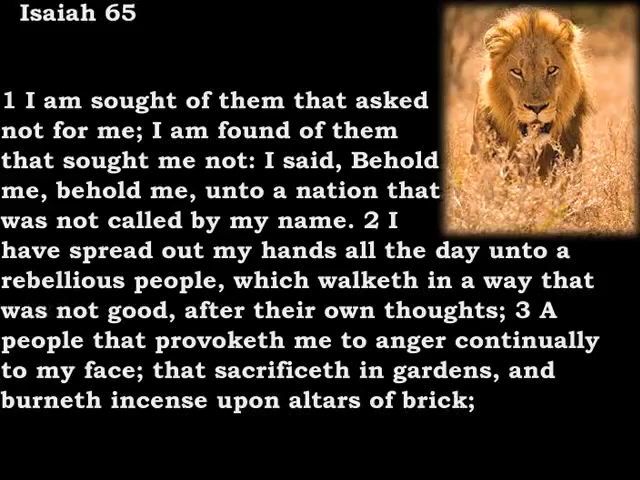 Isaiah 65
1 I am sought of them that asked
not for me; I am found of them
that sought me not: I said, Behold
me, behold me, unto a nation that
was not called by my name. 2 I
have spread out my hands all the day unto a
rebellious people, which walketh in a way that
was not good, after their own thoughts; 3 A
people that provoketh me to anger continually
to my face; that sacrificeth in gardens, and
burneth incense upon altars of brick;